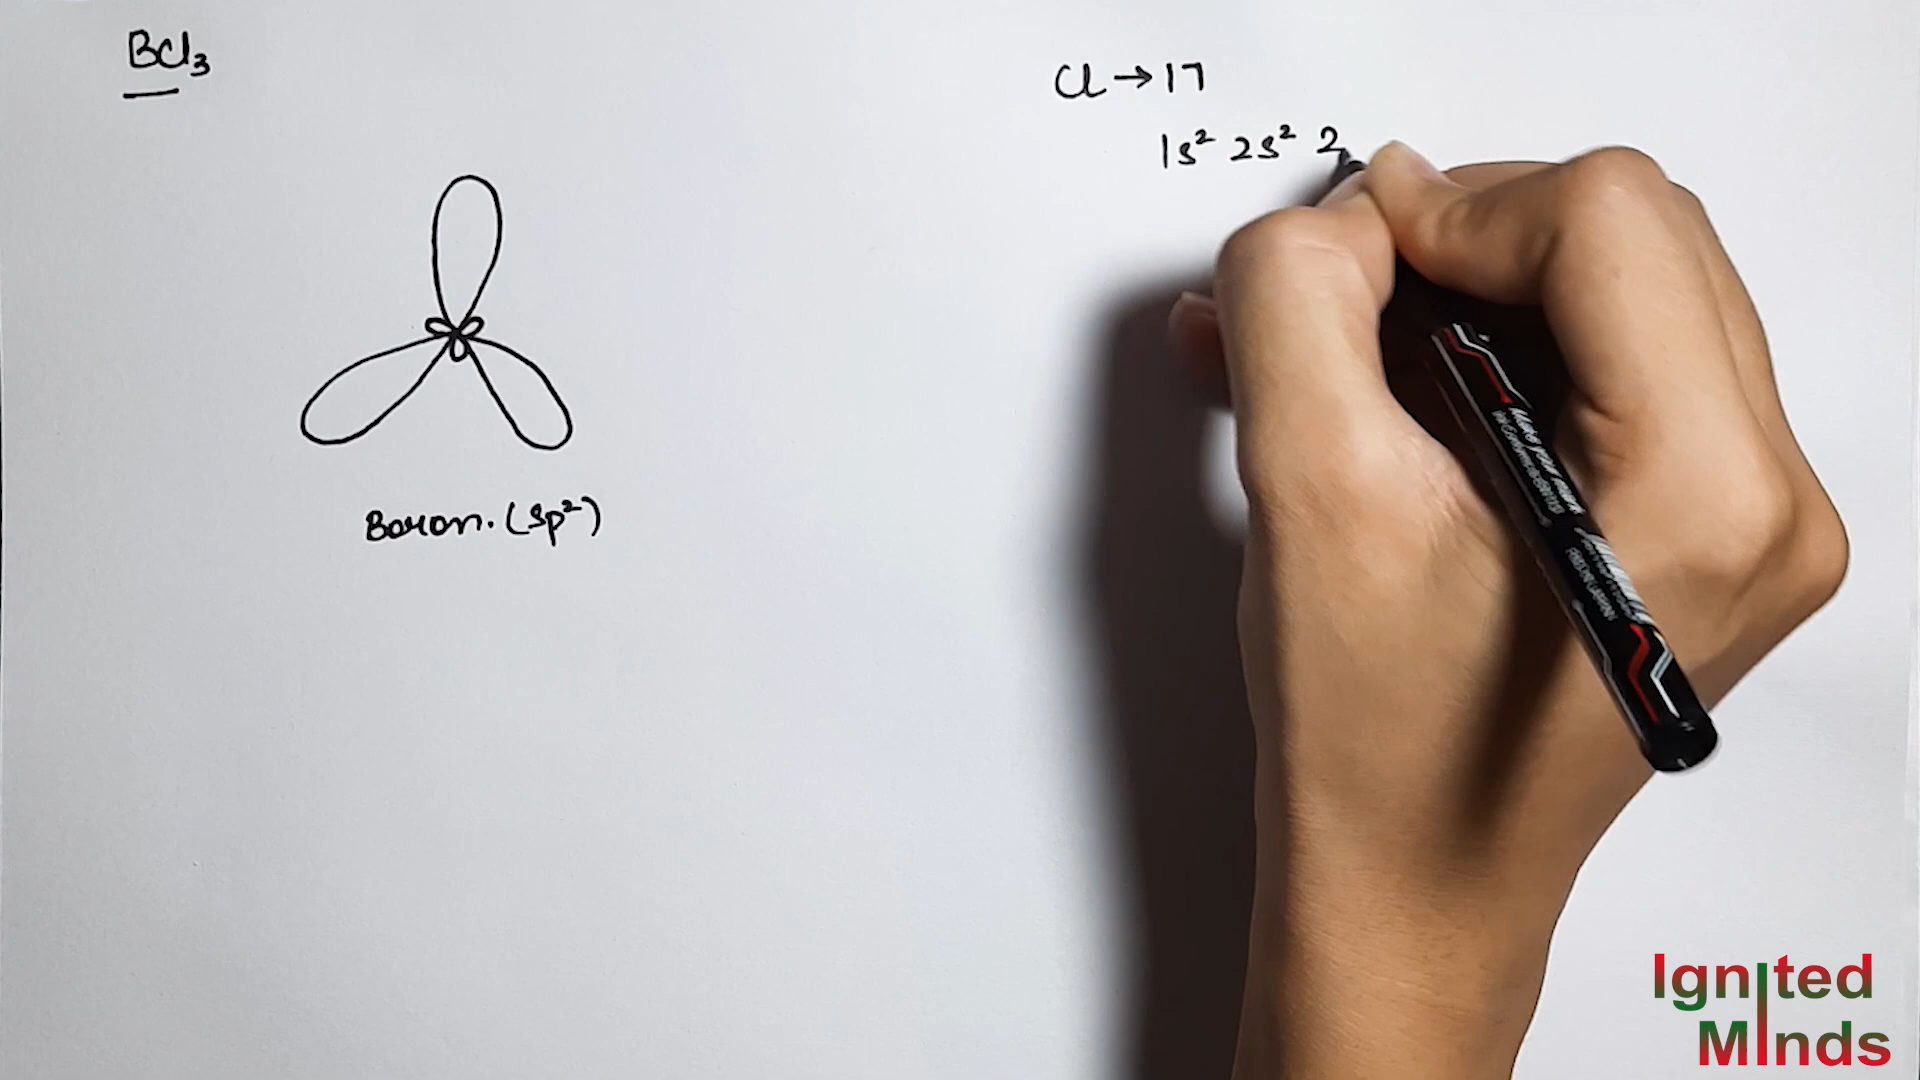 BCl₃
Cl → 17
1s² 2s² 2
Boron. (sp²)
Ignited
Minds